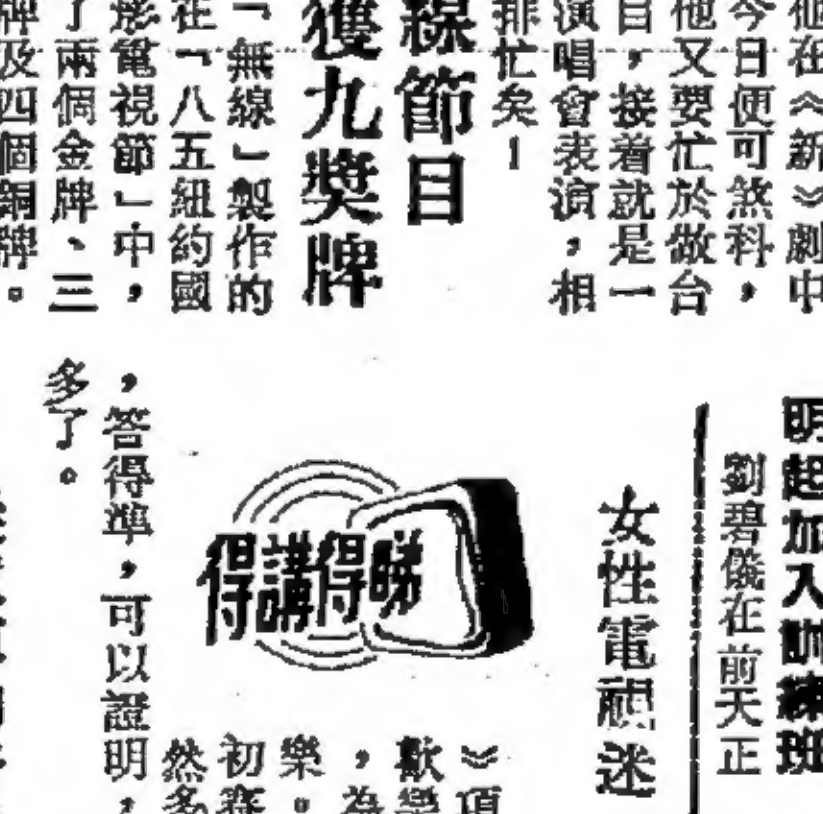 他在《新》劇中
今日便可煞科，
他又要忙於做台
目，接着就是一
演唱會表演，相
排忙矣！
線節目
獲九獎牌
「無線」製作的
在「八五紐約國
影電視節」中，
了兩個金牌、三
牌及四個銅牌。
明起加入訓練班
劉碧儀在前天正
女性電視迷
》項
歡樂
，為
樂。
初賽
然多
得講得睇
，答得準，可以證明，
多了。